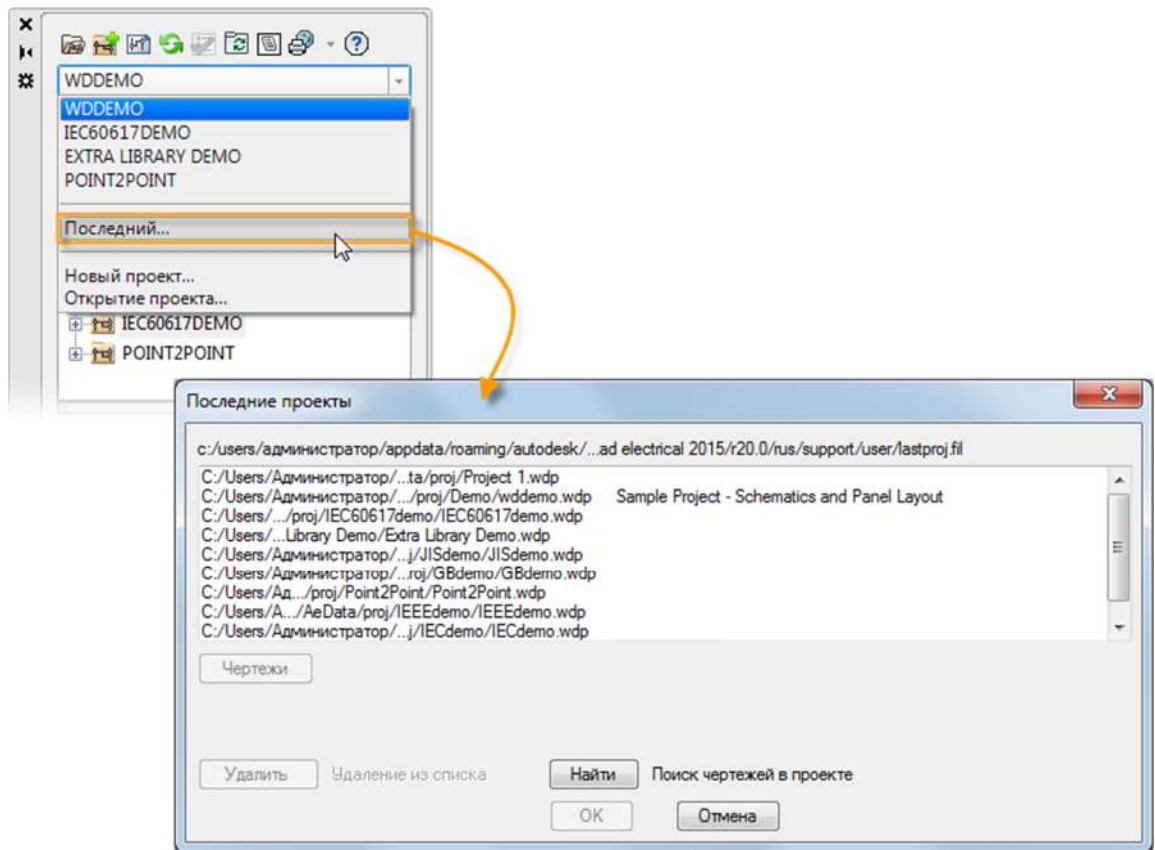 WDDEMO
WDDEMO
IEC60617DEMO
EXTRA LIBRARY DEMO
POINT2POINT
Последний...
Новый проект...
Открытие проекта...
IEC60617DEMO
POINT2POINT
Последние проекты
c:/users/администратор/appdata/roaming/autodesk/...ad electrical 2015/r20.0/rus/support/user/lastproj.fil
C:/Users/Администратор/...ta/proj/Project 1.wdp
C:/Users/Администратор/.../proj/Demo/wddemo.wdp Sample Project - Schematics and Panel Layout
C:/Users/.../proj/IEC60617demo/IEC60617demo.wdp
C:/Users/...Library Demo/Extra Library Demo.wdp
C:/Users/Администратор/...j/JISdemo/JISdemo.wdp
C:/Users/Администратор/...roj/GBdemo/GBdemo.wdp
C:/Users/Ад.../proj/Point2Point/Point2Point.wdp
C:/Users/А.../AeData/proj/IEEEdemo/IEEEdemo.wdp
C:/Users/Администратор/...j/IECdemo/IECdemo.wdp
Чертежи
Удалить Удаление из списка Найти Поиск чертежей в проекте
OK Отмена